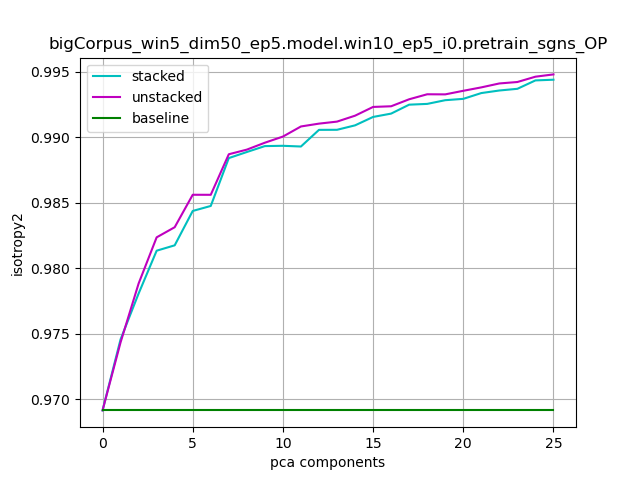 bigCorpus_win5_dim50_ep5.model.win10_ep5_i0.pretrain_sgns_OP
stacked
unstacked
baseline
isotropy2
0.995
0.990
0.985
0.980
0.975
0.970
0 5 10 15 20 25
pca components